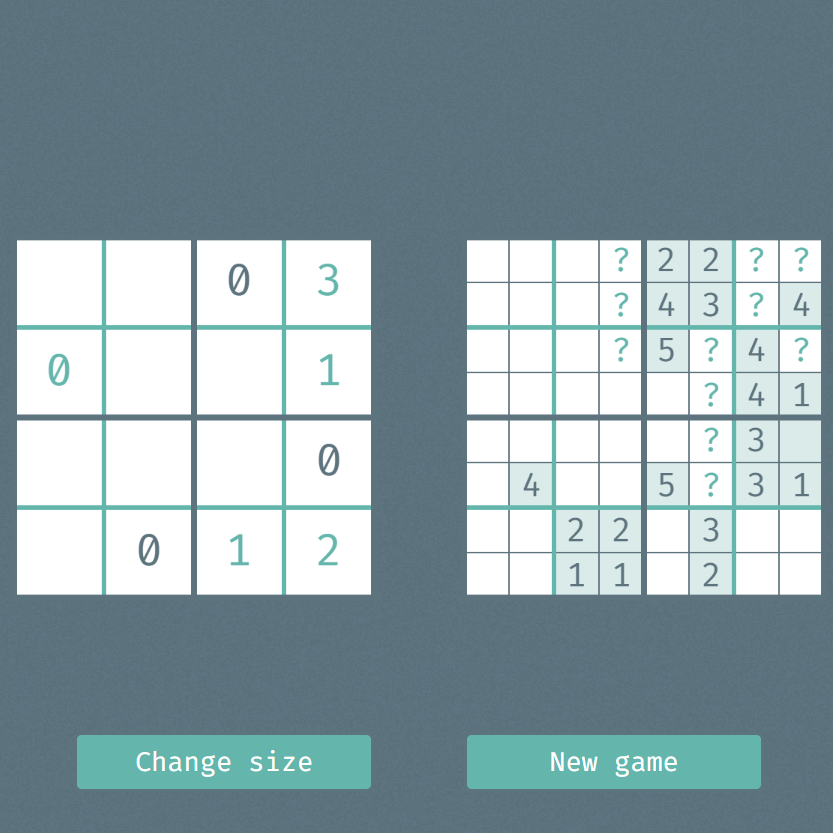 0 3
0 1
0
0 1 2
? 2 2 ? ?
? 4 3 ? 4
? 5 ? 4 ?
? 4 1
? 3
4 5 ? 3 1
2 2 3
1 1 2
Change size
New game